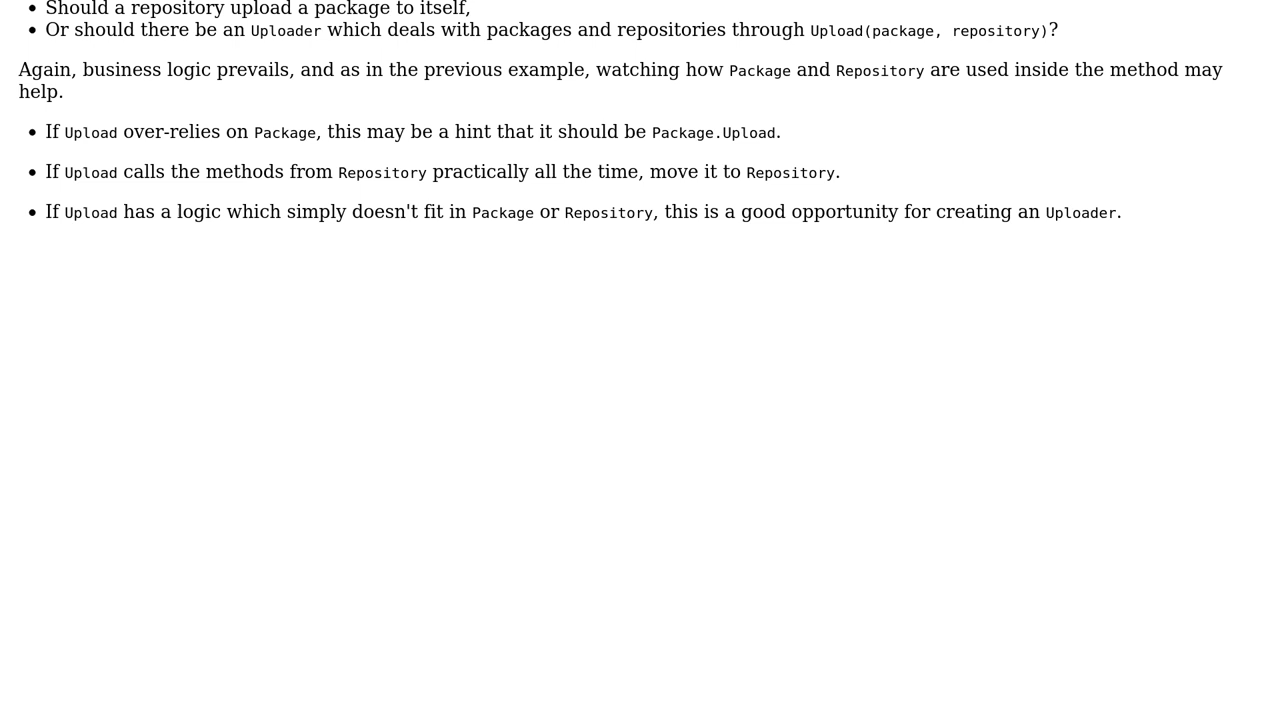 Should a repository upload a package to itself,
Or should there be an Uploader which deals with packages and repositories through Upload(package, repository)?
Again, business logic prevails, and as in the previous example, watching how Package and Repository are used inside the method may
help.
If Upload over-relies on Package, this may be a hint that it should be Package.Upload.
If Upload calls the methods from Repository practically all the time, move it to Repository.
If Upload has a logic which simply doesn't fit in Package or Repository, this is a good opportunity for creating an Uploader.